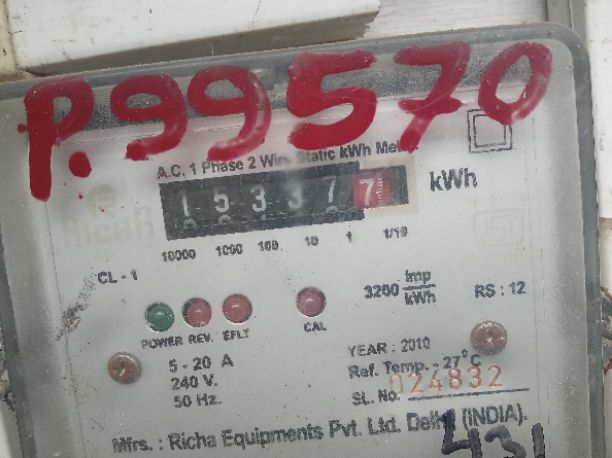 P.99570
A.C. 1 Phase 2 Wire Static kWh Meter
RICHA
1 5 3 3 7 7 kWh
10000 1000 100 10 1 1/10
CL - 1
3200 Imp/kWh RS : 12
POWER REV. EFLT CAL
5 - 20 A
240 V.
50 Hz.
YEAR : 2010
Ref. Temp. : 27°C
SL. No. 024832
Mfrs. : Richa Equipments Pvt. Ltd. Delhi (INDIA).
431